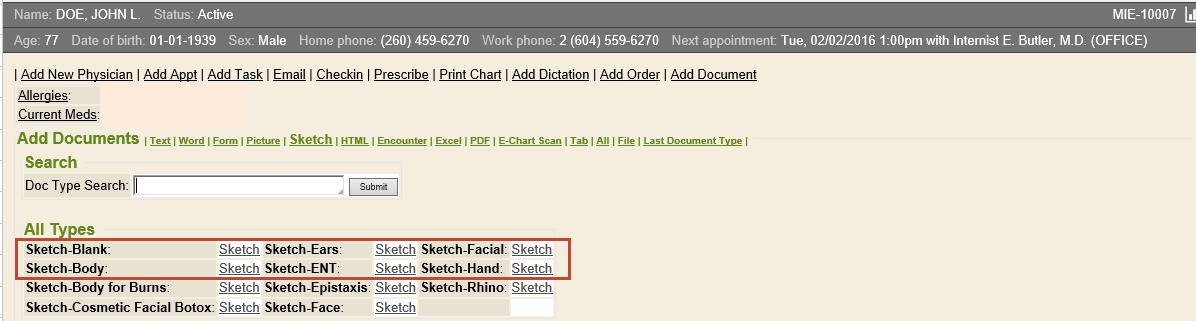 Name: DOE, JOHN L. Status: Active MIE-10007
Age: 77 Date of birth: 01-01-1939 Sex: Male Home phone: (260) 459-6270 Work phone: 2 (604) 559-6270 Next appointment: Tue, 02/02/2016 1:00pm with Internist E. Butler, M.D. (OFFICE)
| Add New Physician | Add Appt | Add Task | Email | Checkin | Prescribe | Print Chart | Add Dictation | Add Order | Add Document
Allergies:
Current Meds:
Add Documents | Text | Word | Form | Picture | Sketch | HTML | Encounter | Excel | PDF | E-Chart Scan | Tab | All | File | Last Document Type |
Search
Doc Type Search: Submit
All Types
Sketch-Blank: Sketch Sketch-Ears: Sketch Sketch-Facial: Sketch
Sketch-Body: Sketch Sketch-ENT: Sketch Sketch-Hand: Sketch
Sketch-Body for Burns: Sketch Sketch-Epistaxis: Sketch Sketch-Rhino: Sketch
Sketch-Cosmetic Facial Botox: Sketch Sketch-Face: Sketch